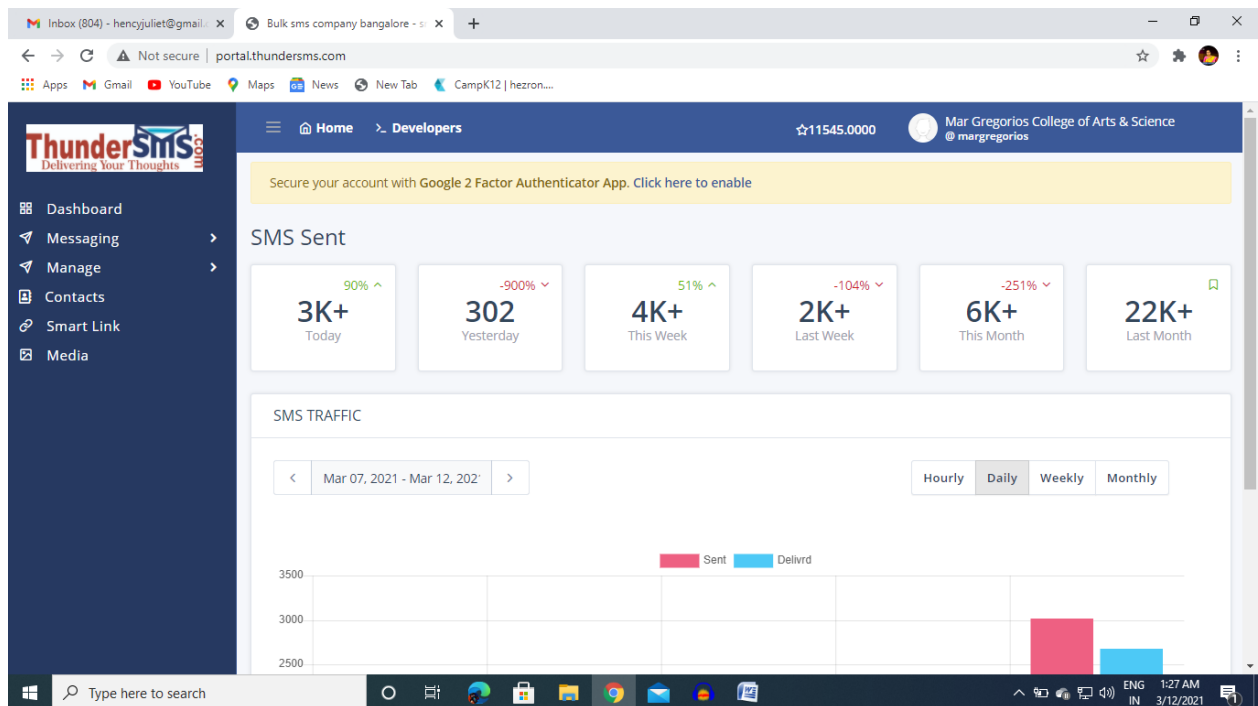 Inbox (804) - hencyjuliet@gmail.
Bulk sms company bangalore - s
Not secure | portal.thundersms.com
Apps Gmail YouTube Maps News New Tab CampK12 | hezron....
ThunderSmS.com
Delivering Your Thoughts
Home >_ Developers
11545.0000
Mar Gregorios College of Arts & Science
@ margregorios
Secure your account with Google 2 Factor Authenticator App. Click here to enable
Dashboard
Messaging
Manage
Contacts
Smart Link
Media
SMS Sent
90%
3K+
Today
-900%
302
Yesterday
51%
4K+
This Week
-104%
2K+
Last Week
-251%
6K+
This Month
22K+
Last Month
SMS TRAFFIC
Mar 07, 2021 - Mar 12, 202
Hourly Daily Weekly Monthly
Sent Delivrd
3500
3000
2500
Type here to search
ENG
IN
1:27 AM
3/12/2021
1